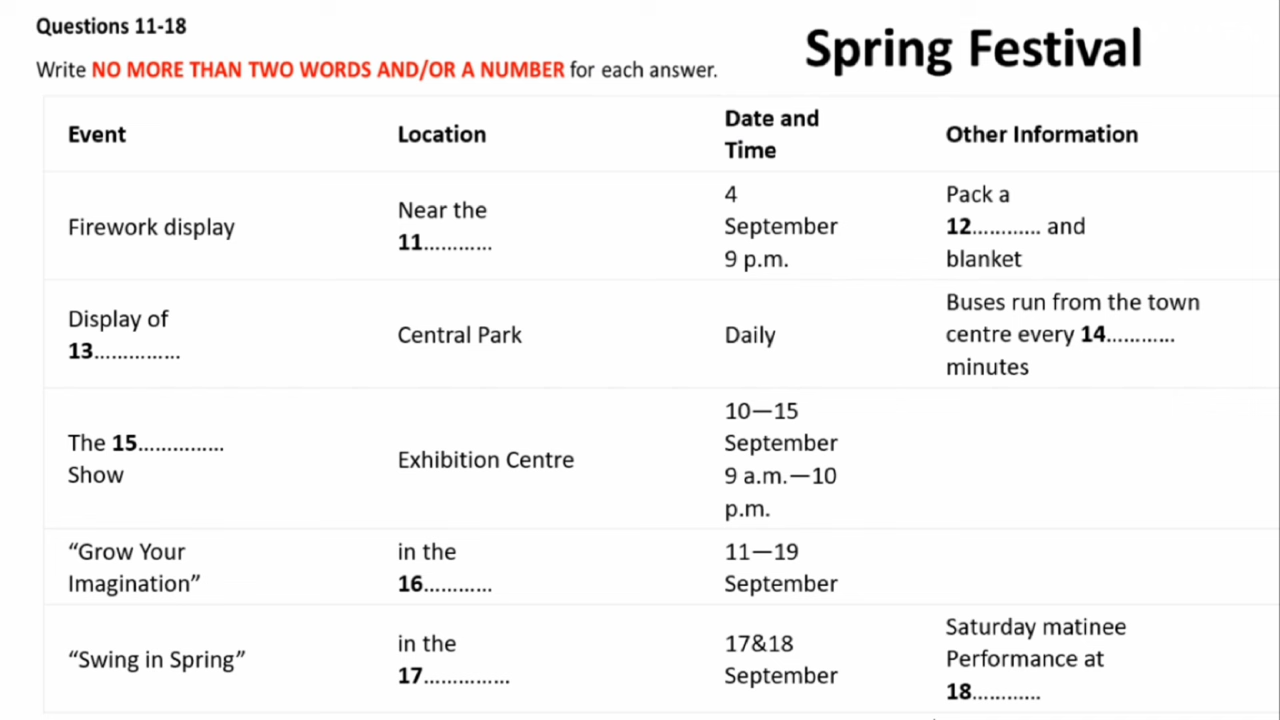 Questions 11-18
Spring Festival
Write NO MORE THAN TWO WORDS AND/OR A NUMBER for each answer.
Event
Location
Date and
Time
Other Information
Firework display
Near the
11............
4
September
9 p.m.
Pack a
12............ and
blanket
Display of
13...............
Central Park
Daily
Buses run from the town
centre every 14............
minutes
The 15...............
Show
Exhibition Centre
10—15
September
9 a.m.—10
p.m.
“Grow Your
Imagination”
in the
16............
11—19
September
“Swing in Spring”
in the
17...............
17&18
September
Saturday matinee
Performance at
18............